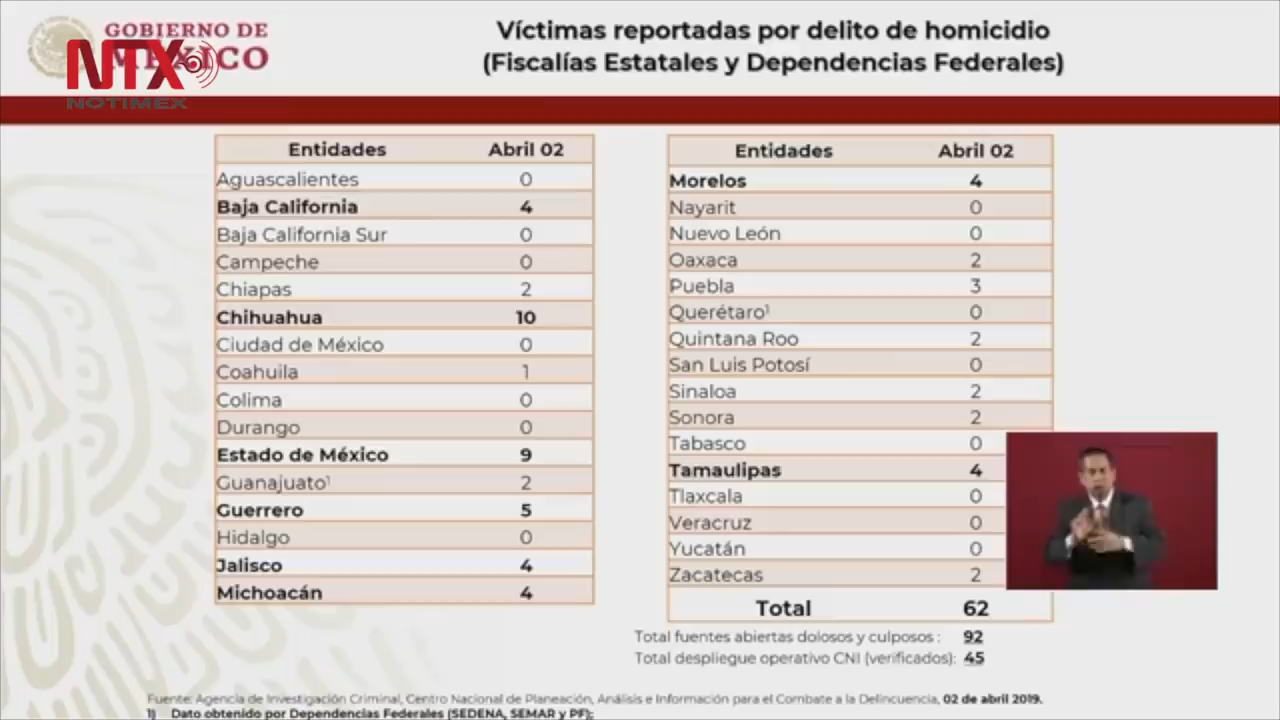 GOBIERNO DE
MÉXICO
NTX
NOTIMEX
Víctimas reportadas por delito de homicidio
(Fiscalías Estatales y Dependencias Federales)
Entidades Abril 02
Aguascalientes 0
Baja California 4
Baja California Sur 0
Campeche 0
Chiapas 2
Chihuahua 10
Ciudad de México 0
Coahuila 1
Colima 0
Durango 0
Estado de México 9
Guanajuato¹ 2
Guerrero 5
Hidalgo 0
Jalisco 4
Michoacán 4
Entidades Abril 02
Morelos 4
Nayarit 0
Nuevo León 0
Oaxaca 2
Puebla 3
Querétaro¹ 0
Quintana Roo 2
San Luis Potosí 0
Sinaloa 2
Sonora 2
Tabasco 0
Tamaulipas 4
Tlaxcala 0
Veracruz 0
Yucatán 0
Zacatecas 2
Total 62
Total fuentes abiertas dolosos y culposos : 92
Total despliegue operativo CNI (verificados): 45
Fuente: Agencia de Investigación Criminal, Centro Nacional de Planeación, Análisis e Información para el Combate a la Delincuencia, 02 de abril 2019.
1) Dato obtenido por Dependencias Federales (SEDENA, SEMAR y PF);